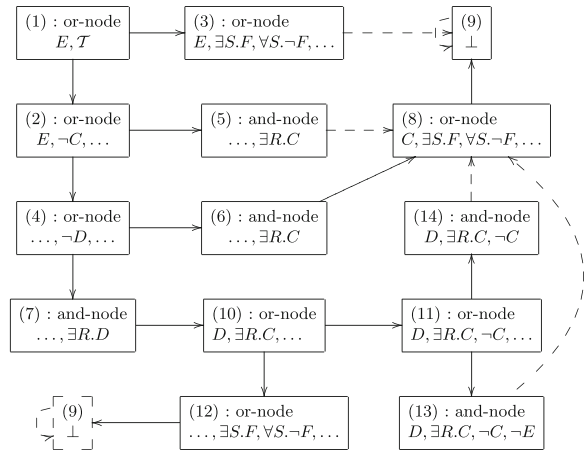 (1) : or-node
E, 𝒯
(3) : or-node
E, ∃S.F, ∀S.¬F, . . .
(9)
⊥
(2) : or-node
E, ¬C, . . .
(5) : and-node
. . . , ∃R.C
(8) : or-node
C, ∃S.F, ∀S.¬F, . . .
(4) : or-node
. . . , ¬D, . . .
(6) : and-node
. . . , ∃R.C
(14) : and-node
D, ∃R.C, ¬C
(7) : and-node
. . . , ∃R.D
(10) : or-node
D, ∃R.C, . . .
(11) : or-node
D, ∃R.C, ¬C, . . .
(9)
⊥
(12) : or-node
. . . , ∃S.F, ∀S.¬F, . . .
(13) : and-node
D, ∃R.C, ¬C, ¬E